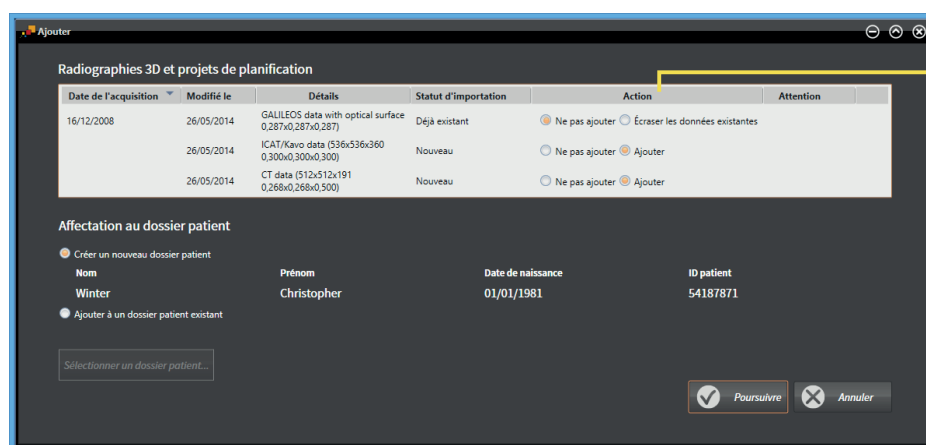 Ajouter
Radiographies 3D et projets de planification
Date de l'acquisition Modifié le Détails Statut d'importation Action Attention
16/12/2008 26/05/2014 GALILEOS data with optical surface Déjà existant Ne pas ajouter Écraser les données existantes
0,287x0,287x0,287)
26/05/2014 ICAT/Kavo data (536x536x360 Nouveau Ne pas ajouter Ajouter
0,300x0,300x0,300)
26/05/2014 CT data (512x512x191 Nouveau Ne pas ajouter Ajouter
0,268x0,268x0,500)
Affectation au dossier patient
Créer un nouveau dossier patient
Nom Prénom Date de naissance ID patient
Winter Christopher 01/01/1981 54187871
Ajouter à un dossier patient existant
Sélectionner un dossier patient...
Poursuivre Annuler